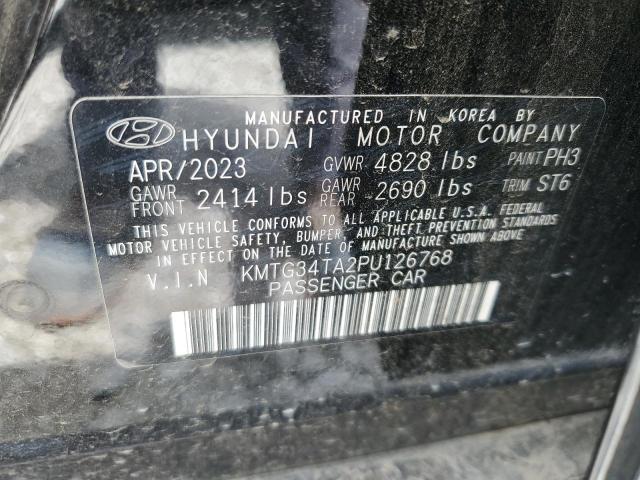 MANUFACTURED IN KOREA BY
HYUNDAI MOTOR COMPANY
APR/2023 GVWR 4828 lbs PAINT PH3
GAWR FRONT 2414 lbs GAWR REAR 2690 lbs TRIM ST6
THIS VEHICLE CONFORMS TO ALL APPLICABLE U.S.A. FEDERAL
MOTOR VEHICLE SAFETY, BUMPER, AND THEFT PREVENTION STANDARDS
IN EFFECT ON THE DATE OF MANUFACTURE SHOWN ABOVE
V.I.N KMTG34TA2PU126768
PASSENGER CAR